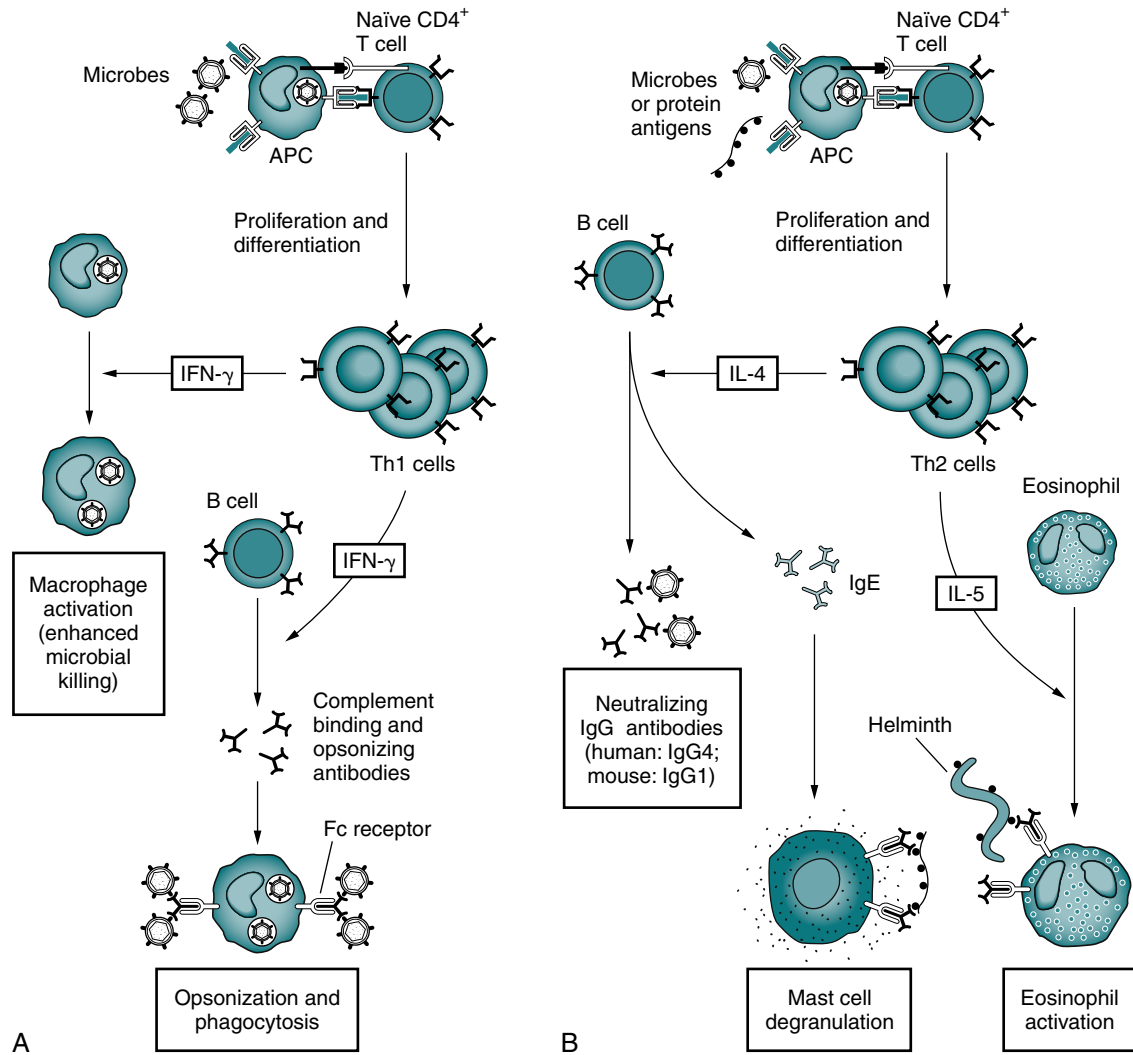 Naïve CD4+
T cell
Microbes
APC
Proliferation and
differentiation
IFN-γ
Th1 cells
B cell
IFN-γ
Macrophage
activation
(enhanced
microbial
killing)
Complement
binding and
opsonizing
antibodies
Fc receptor
Opsonization and
phagocytosis
A
Naïve CD4+
T cell
Microbes
or protein
antigens
APC
B cell
Proliferation and
differentiation
IL-4
Th2 cells
Eosinophil
IgE
IL-5
Neutralizing
IgG antibodies
(human: IgG4;
mouse: IgG1)
Helminth
Mast cell
degranulation
Eosinophil
activation
B